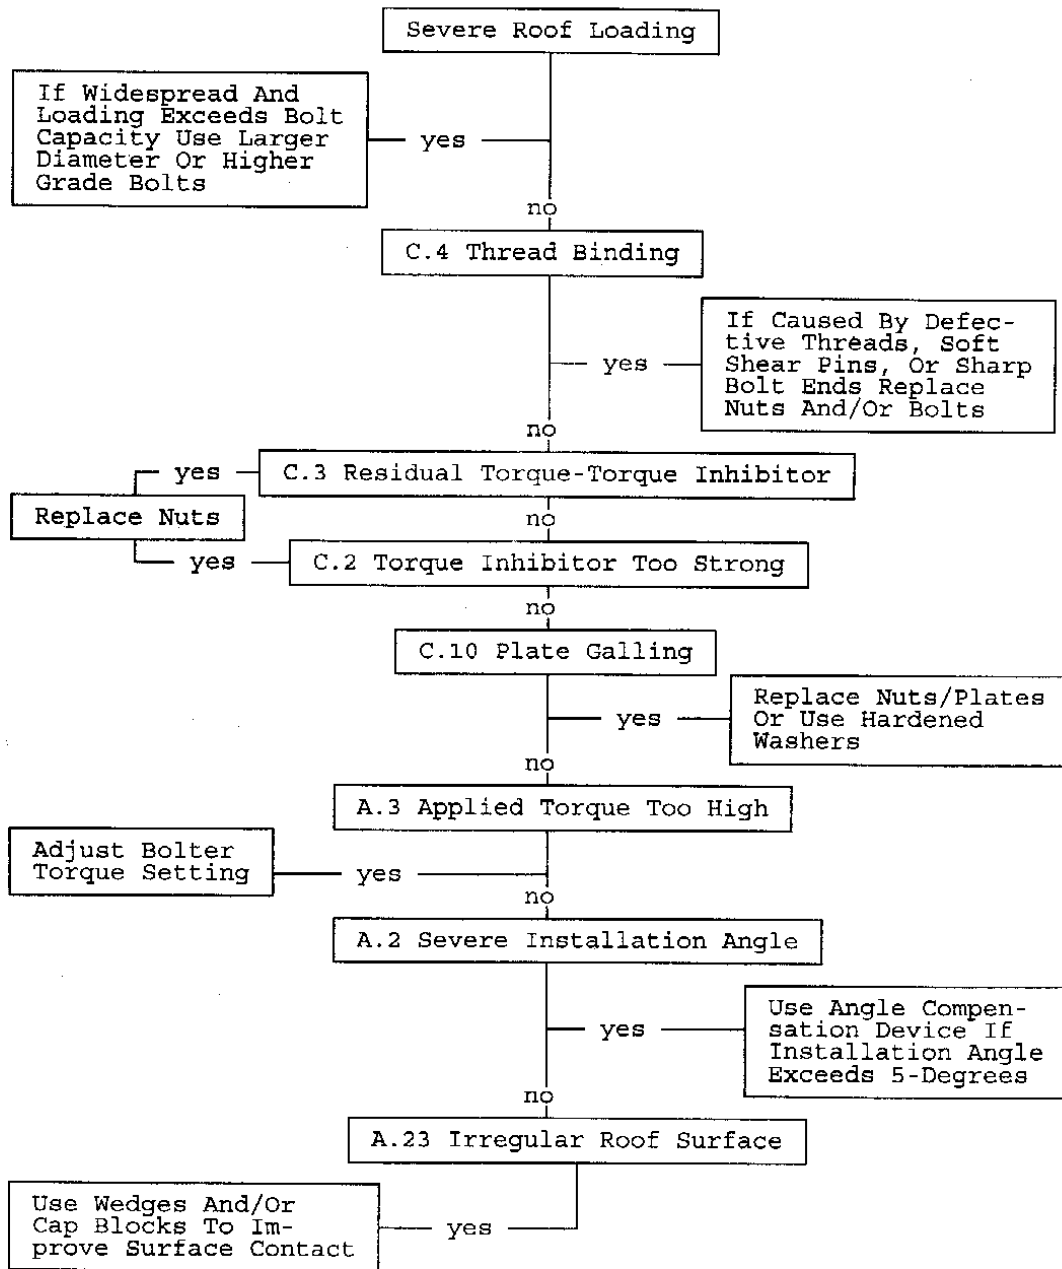 Severe Roof Loading
If Widespread And
Loading Exceeds Bolt
Capacity Use Larger
Diameter Or Higher
Grade Bolts
yes
no
C.4 Thread Binding
If Caused By Defec-
tive Threads, Soft
Shear Pins, Or Sharp
Bolt Ends Replace
Nuts And/Or Bolts
yes
no
yes
C.3 Residual Torque-Torque Inhibitor
Replace Nuts
no
yes
C.2 Torque Inhibitor Too Strong
no
C.10 Plate Galling
yes
Replace Nuts/Plates
Or Use Hardened
Washers
no
A.3 Applied Torque Too High
Adjust Bolter
Torque Setting
yes
no
A.2 Severe Installation Angle
yes
Use Angle Compen-
sation Device If
Installation Angle
Exceeds 5-Degrees
no
A.23 Irregular Roof Surface
Use Wedges And/Or
Cap Blocks To Im-
prove Surface Contact
yes